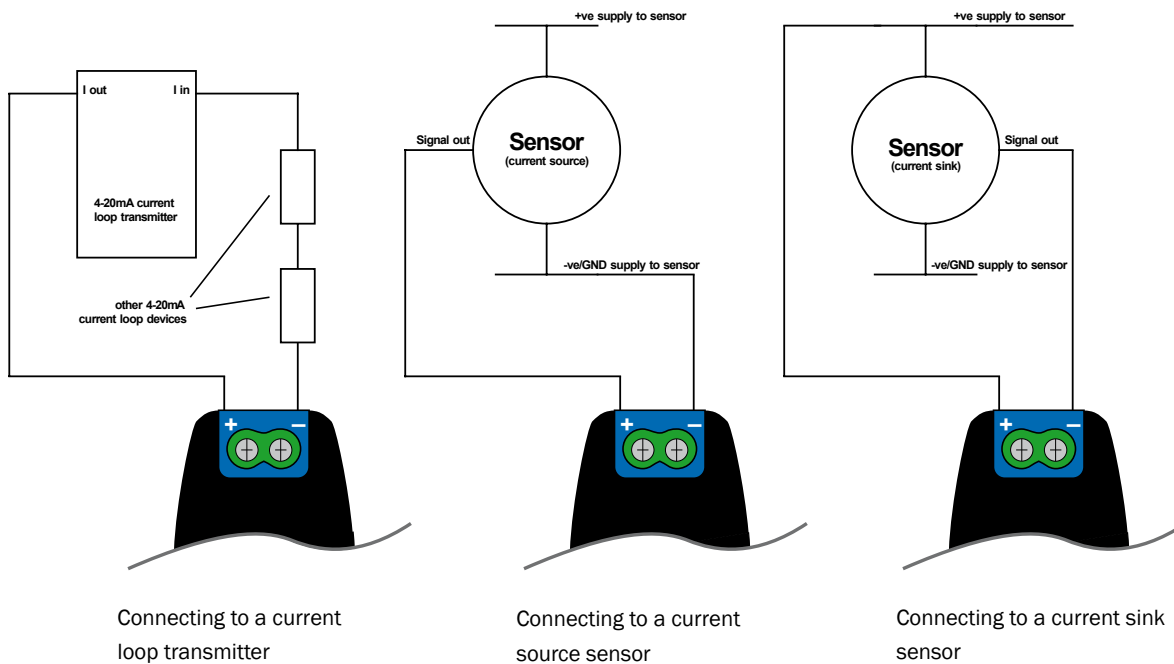 I out
I in
4-20mA current
loop transmitter
other 4-20mA
current loop devices
+
−
Connecting to a current
loop transmitter
+ve supply to sensor
Signal out
Sensor
(current source)
-ve/GND supply to sensor
+
−
Connecting to a current
source sensor
+ve supply to sensor
Sensor
(current sink)
Signal out
-ve/GND supply to sensor
+
−
Connecting to a current sink
sensor